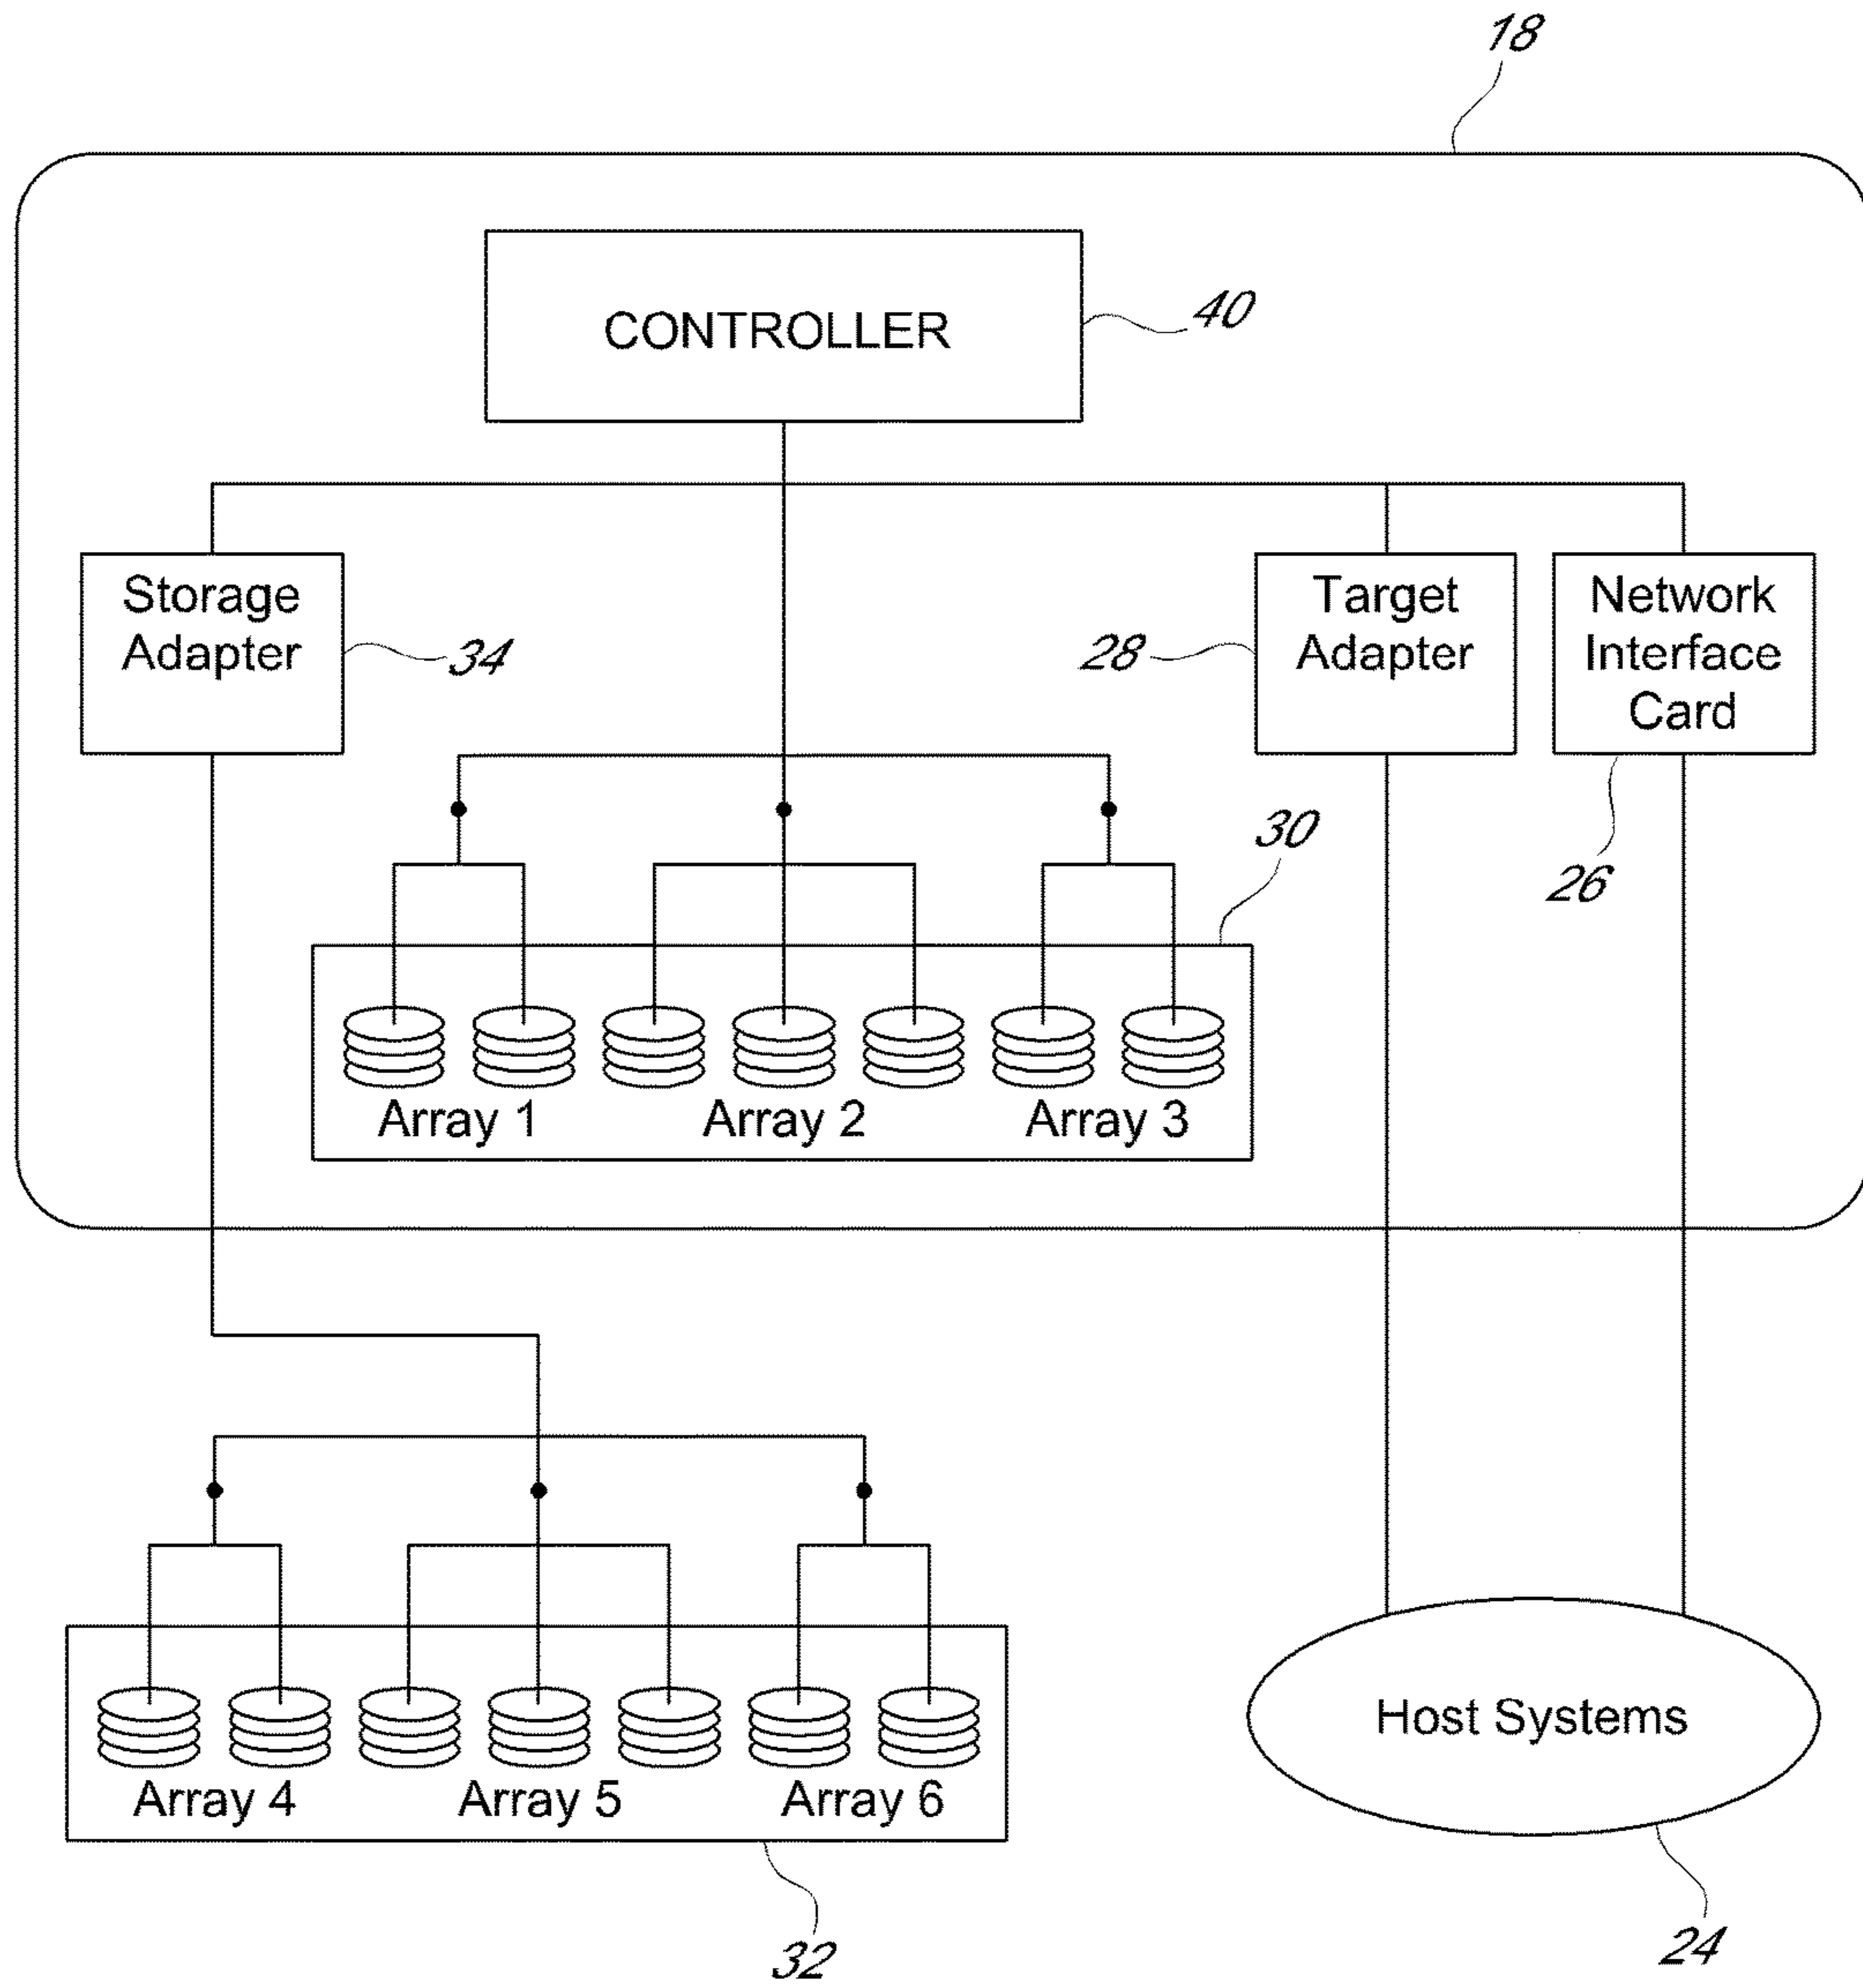 18
CONTROLLER
40
Storage
Adapter
34
28
Target
Adapter
Network
Interface
Card
26
30
Array 1
Array 2
Array 3
Array 4
Array 5
Array 6
32
Host Systems
24